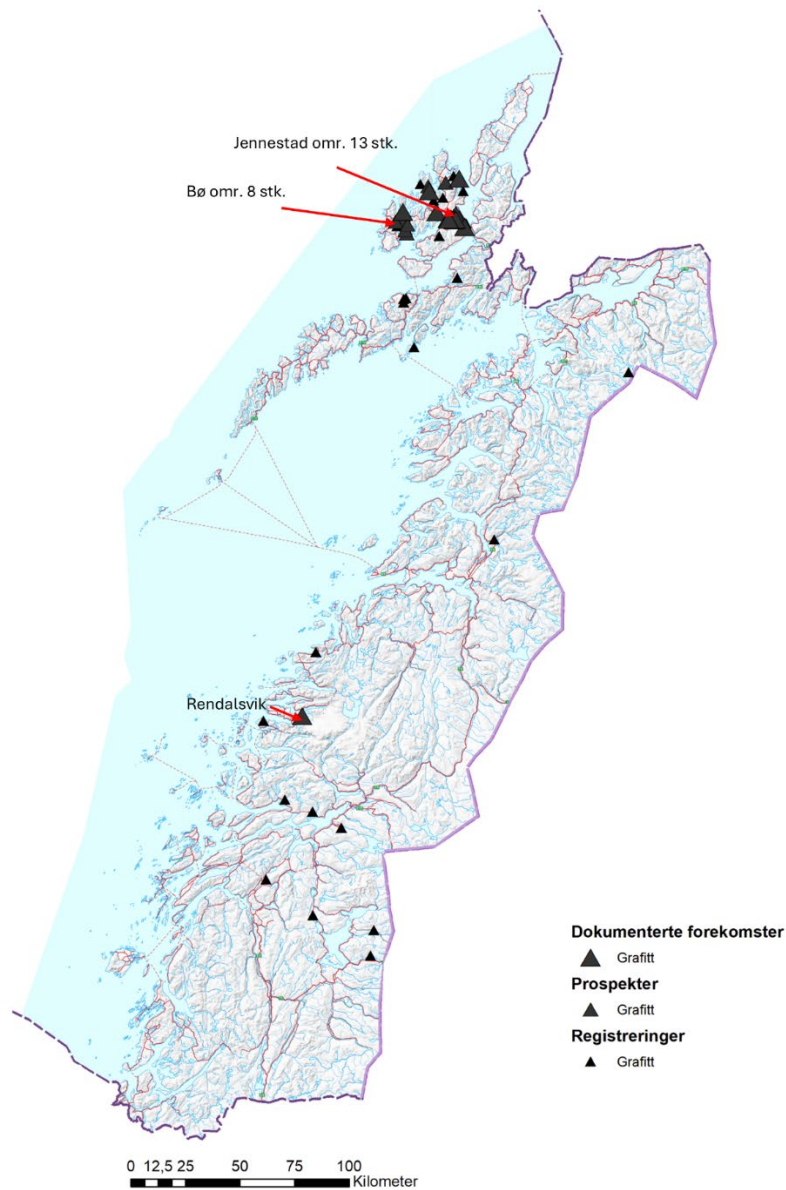 Jennestad omr. 13 stk.
Bø omr. 8 stk.
Rendalsvik
Dokumenterte forekomster
Grafitt
Prospekter
Grafitt
Registreringer
Grafitt
0 12,5 25 50 75 100
Kilometer